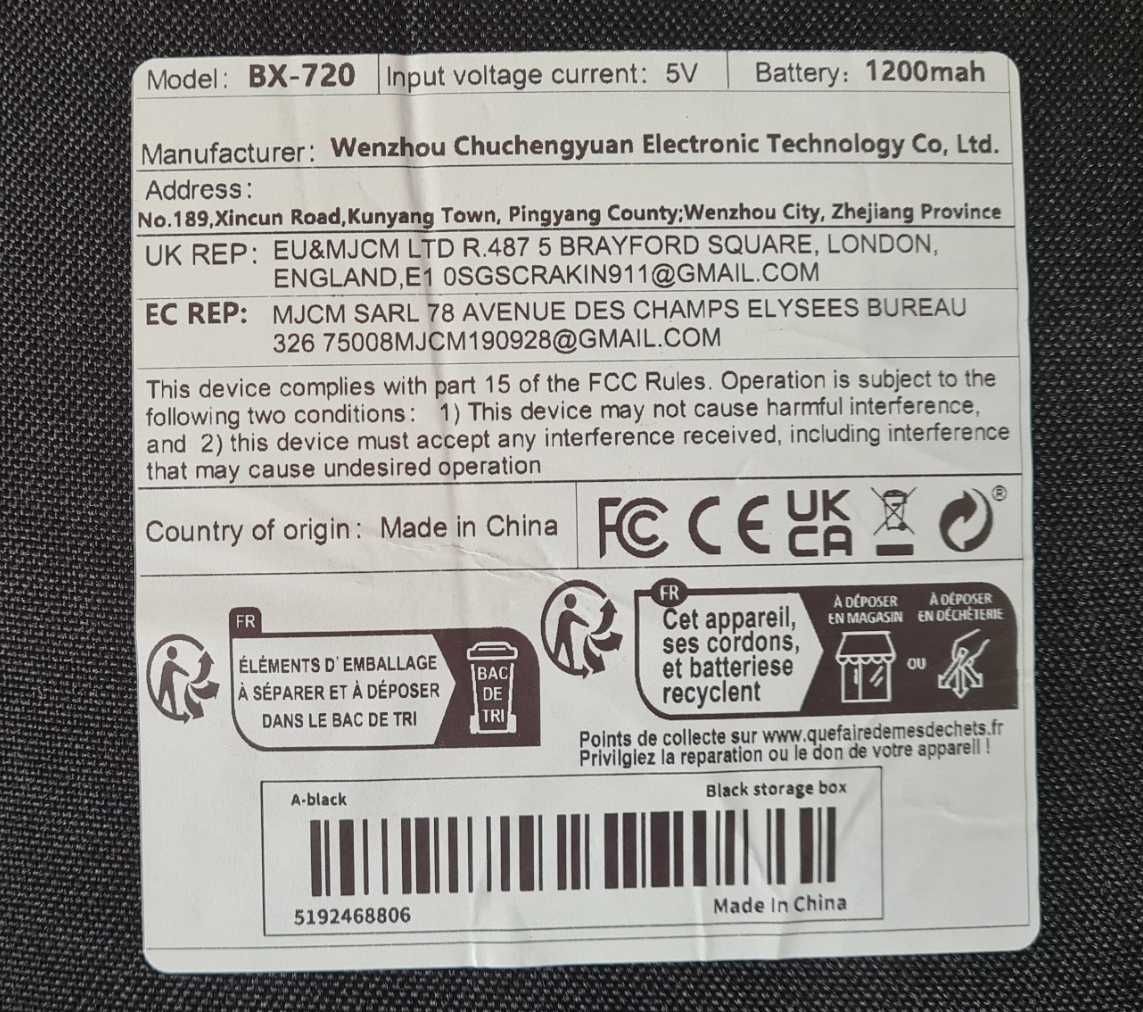 Model: BX-720 Input voltage current: 5V Battery: 1200mah
Manufacturer: Wenzhou Chuchengyuan Electronic Technology Co, Ltd.
Address:
No.189,Xincun Road,Kunyang Town, Pingyang County;Wenzhou City, Zhejiang Province
UK REP: EU&MJCM LTD R.487 5 BRAYFORD SQUARE, LONDON,
ENGLAND,E1 0SGSCRAKIN911@GMAIL.COM
EC REP: MJCM SARL 78 AVENUE DES CHAMPS ELYSEES BUREAU
326 75008MJCM190928@GMAIL.COM
This device complies with part 15 of the FCC Rules. Operation is subject to the
following two conditions: 1) This device may not cause harmful interference,
and 2) this device must accept any interference received, including interference
that may cause undesired operation
Country of origin: Made in China
FC CE UK
CA
®
FR
ÉLÉMENTS D'EMBALLAGE
À SÉPARER ET À DÉPOSER
DANS LE BAC DE TRI
BAC
DE
TRI
FR
Cet appareil,
ses cordons,
et batteriese
recyclent
À DÉPOSER
EN MAGASIN
OU
À DÉPOSER
EN DÉCHÈTERIE
Points de collecte sur www.quefairedemesdechets.fr
Privilgiez la reparation ou le don de votre appareil !
A-black
Black storage box
5192468806
Made In China